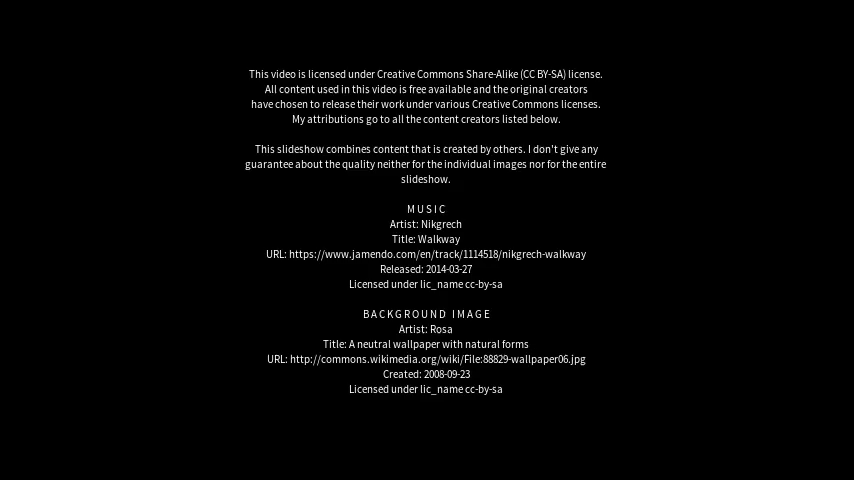 This video is licensed under Creative Commons Share-Alike (CC BY-SA) license.
All content used in this video is free available and the original creators
have chosen to release their work under various Creative Commons licenses.
My attributions go to all the content creators listed below.
This slideshow combines content that is created by others. I don't give any
guarantee about the quality neither for the individual images nor for the entire
slideshow.
MUSIC
Artist: Nikgrech
Title: Walkway
URL: https://www.jamendo.com/en/track/1114518/nikgrech-walkway
Released: 2014-03-27
Licensed under lic_name cc-by-sa
BACKGROUND IMAGE
Artist: Rosa
Title: A neutral wallpaper with natural forms
URL: http://commons.wikimedia.org/wiki/File:88829-wallpaper06.jpg
Created: 2008-09-23
Licensed under lic_name cc-by-sa